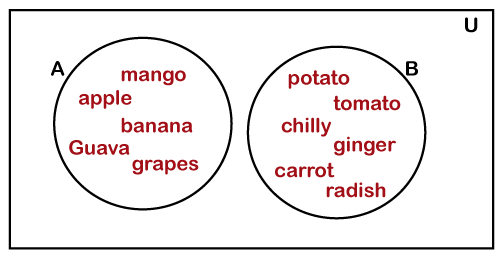 U
A
mango
apple
banana
Guava
grapes
B
potato
tomato
chilly
ginger
carrot
radish